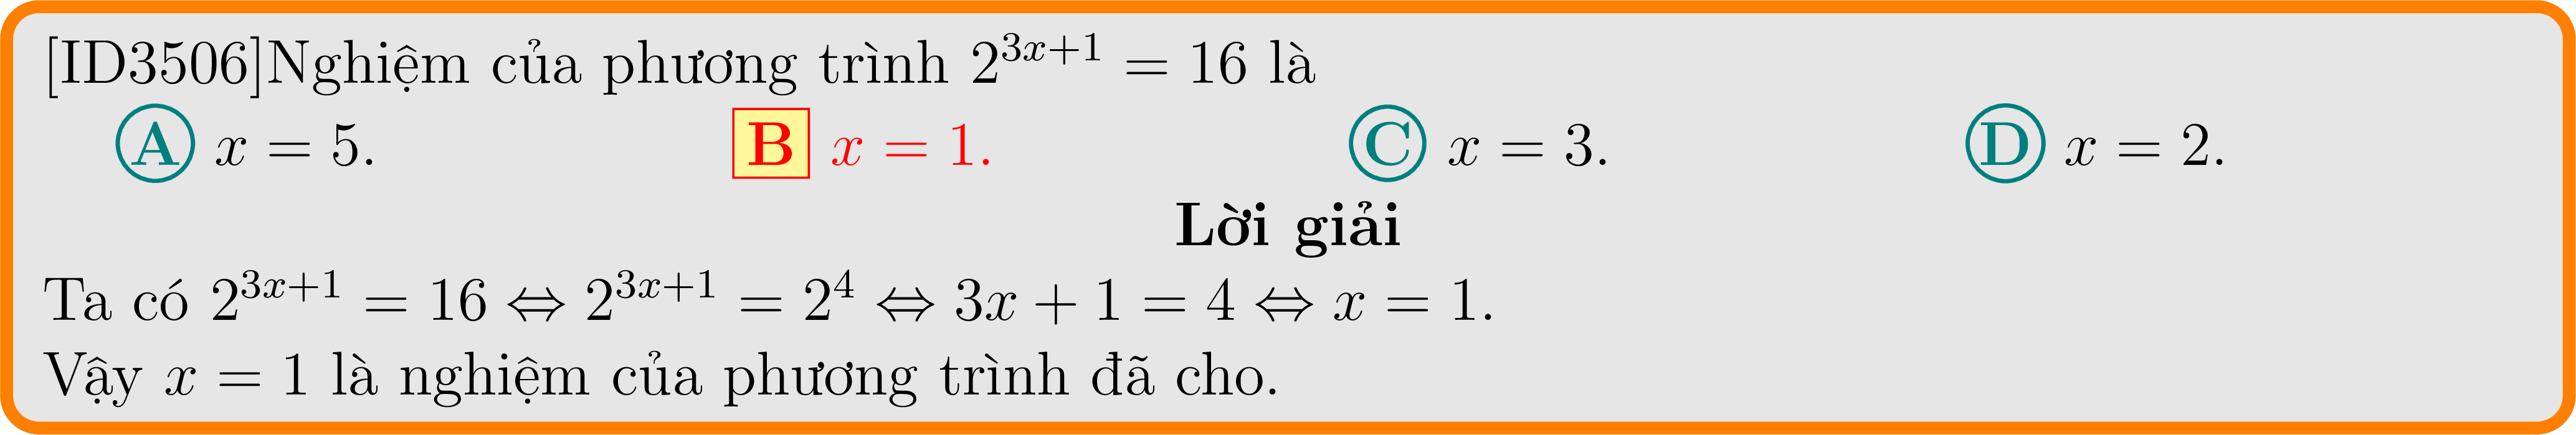 [ID3506]Nghiệm của phương trình $2^{3x+1} = 16$ là
A x = 5. B x = 1. C x = 3. D x = 2.
Lời giải
Ta có $2^{3x+1} = 16 \Leftrightarrow 2^{3x+1} = 2^4 \Leftrightarrow 3x + 1 = 4 \Leftrightarrow x = 1$.
Vậy x = 1 là nghiệm của phương trình đã cho.